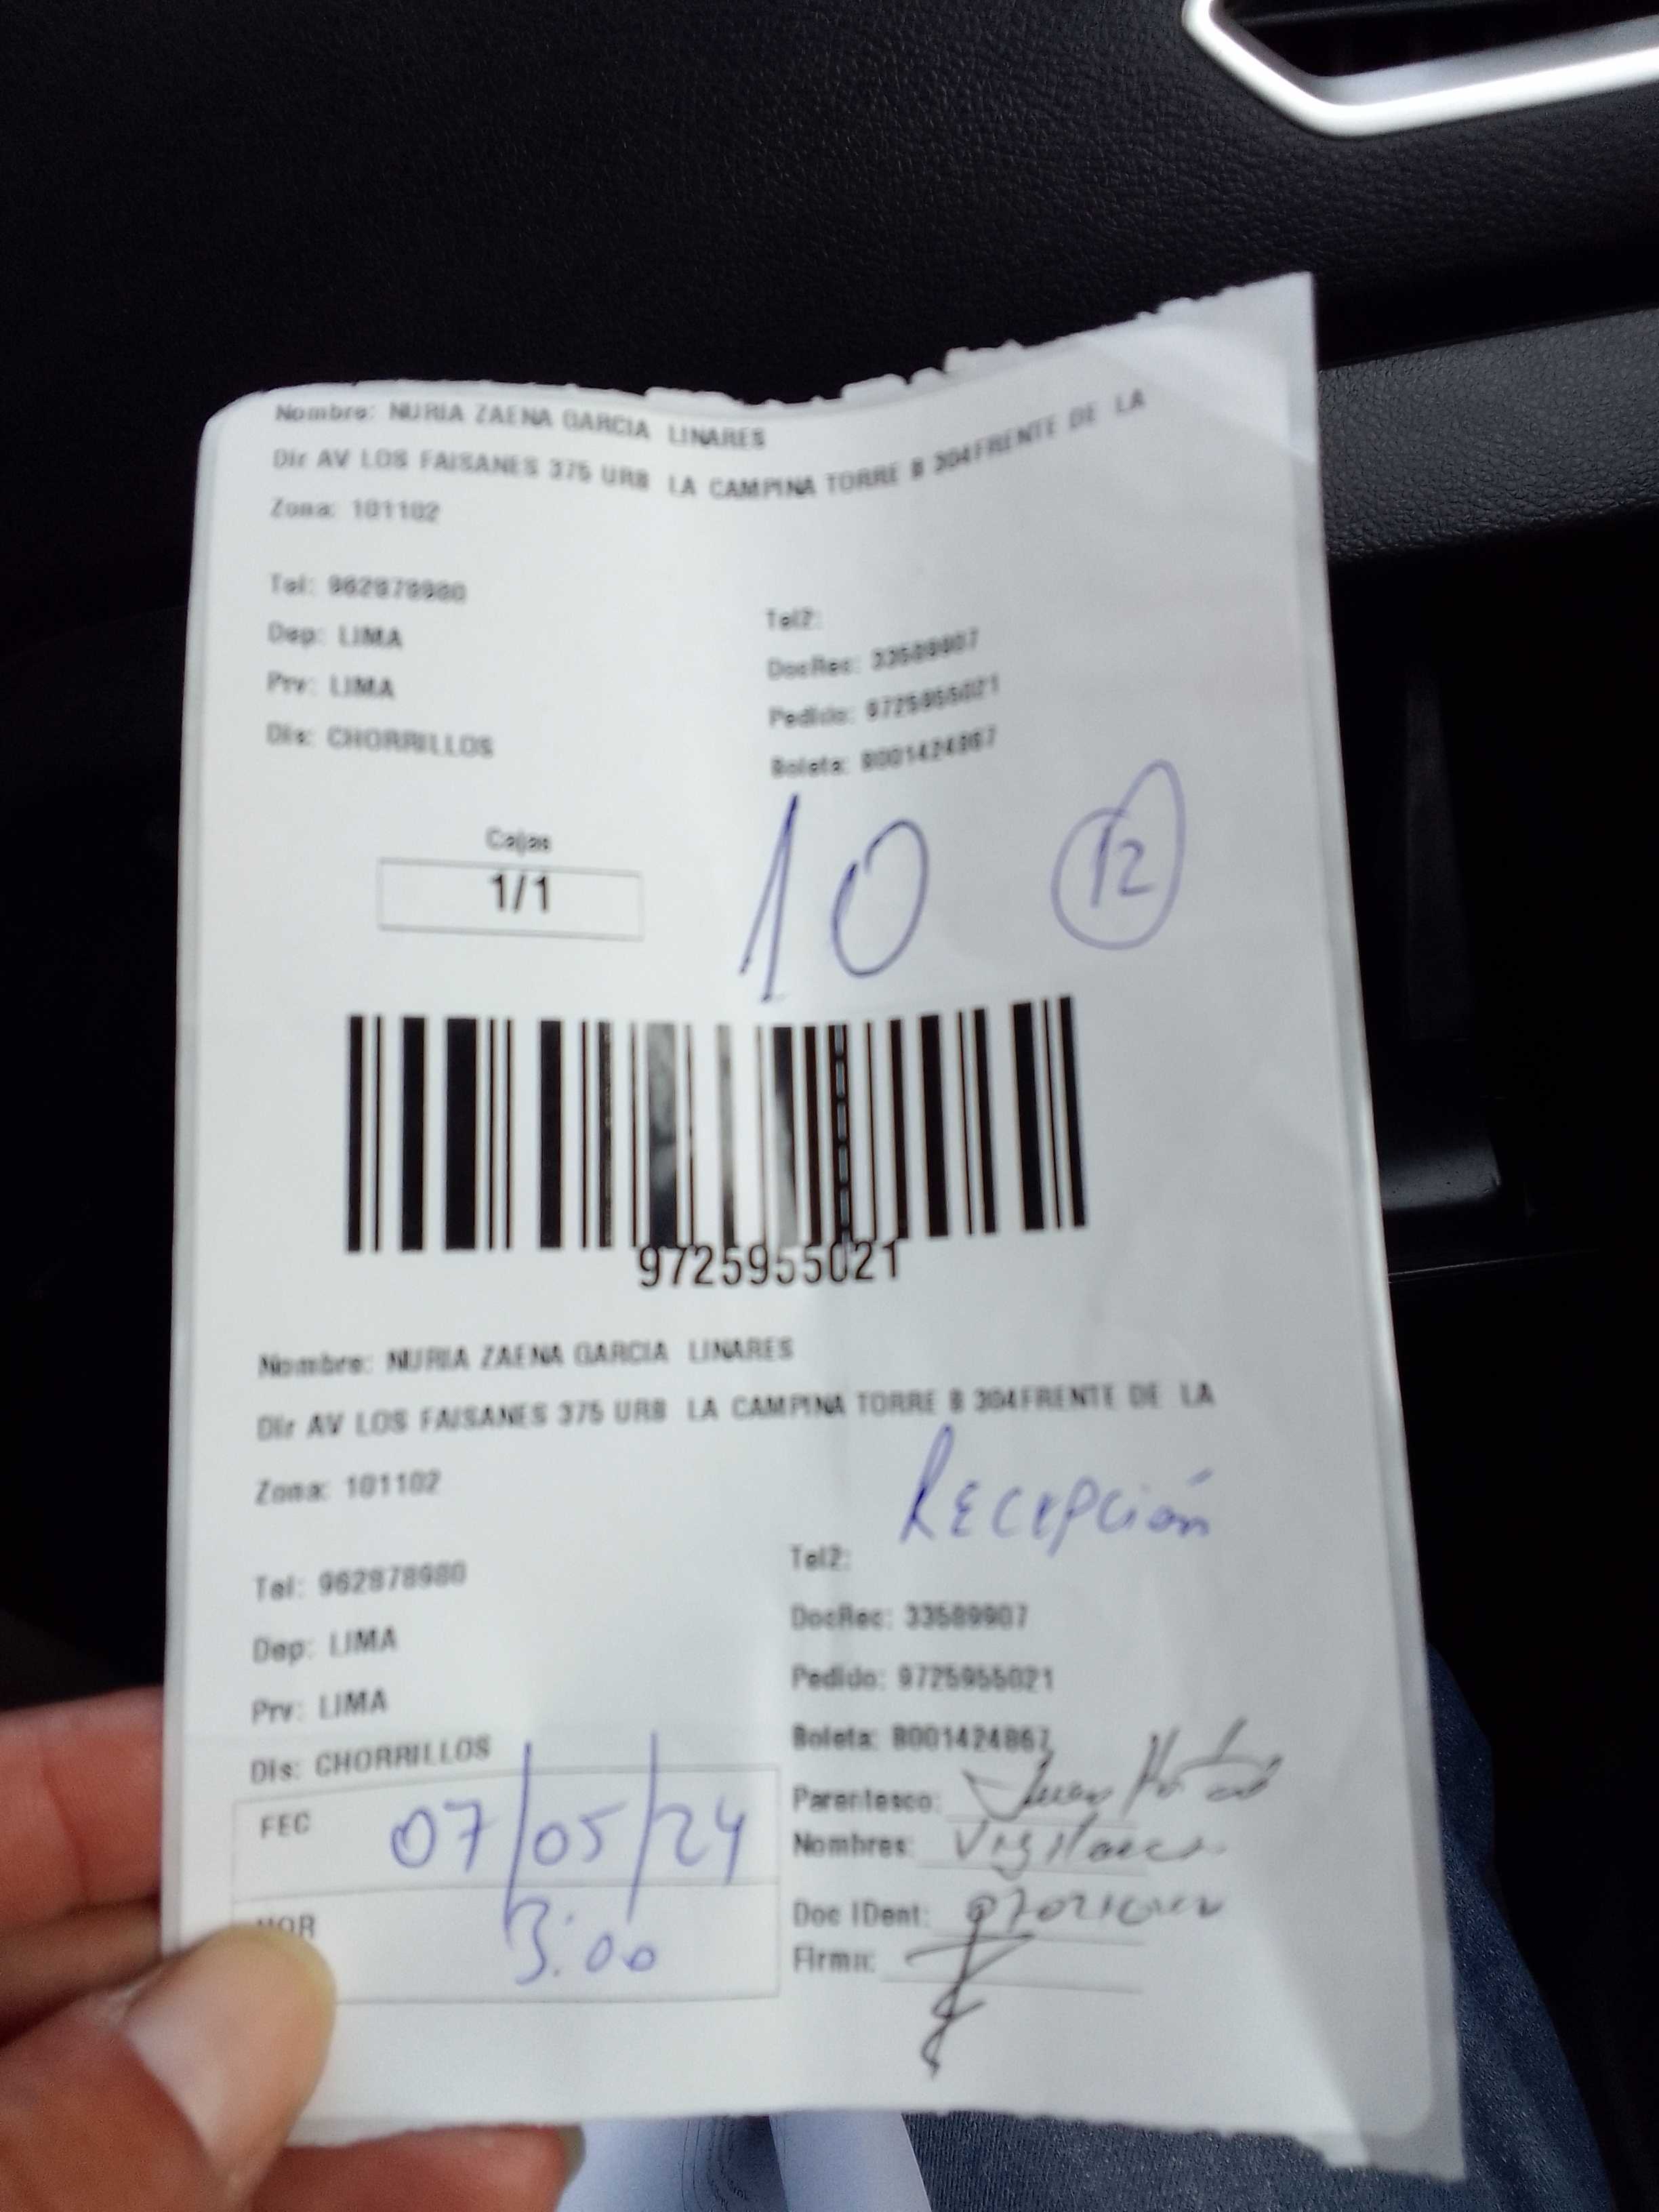 Nombre: NURIA ZAENA GARCIA LINARES
Dir AV LOS FAISANES 375 URB LA CAMPINA TORRE B 304FRENTE DE LA
Zona: 101102
Tel: 962878980
Tel2:
Dep: LIMA
DocRec: 33589907
Prv: LIMA
Pedido: 9725955021
Dis: CHORRILLOS
Boleta: B001424867
Cajas
1/1
10
12
9725955021
Nombre: NURIA ZAENA GARCIA LINARES
Dir AV LOS FAISANES 375 URB LA CAMPINA TORRE B 304FRENTE DE LA
Zona: 101102
RECEPCIÓN
Tel: 962878980
Tel2:
Dep: LIMA
DocRec: 33589907
Prv: LIMA
Pedido: 9725955021
Dis: CHORRILLOS
Boleta: B001424867
FEC 07/05/24
Parentesco: Juan
Nombres:
HOR 3:00
Doc IDent:
Firma: